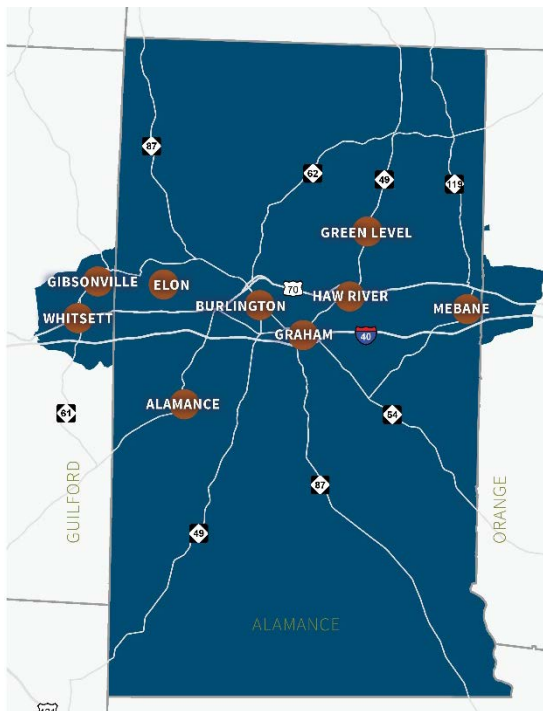 87
62
49
119
GREEN LEVEL
GIBSONVILLE
ELON
70
HAW RIVER
BURLINGTON
MEBANE
WHITSETT
GRAHAM
40
ALAMANCE
61
54
GUILFORD
87
ORANGE
49
ALAMANCE